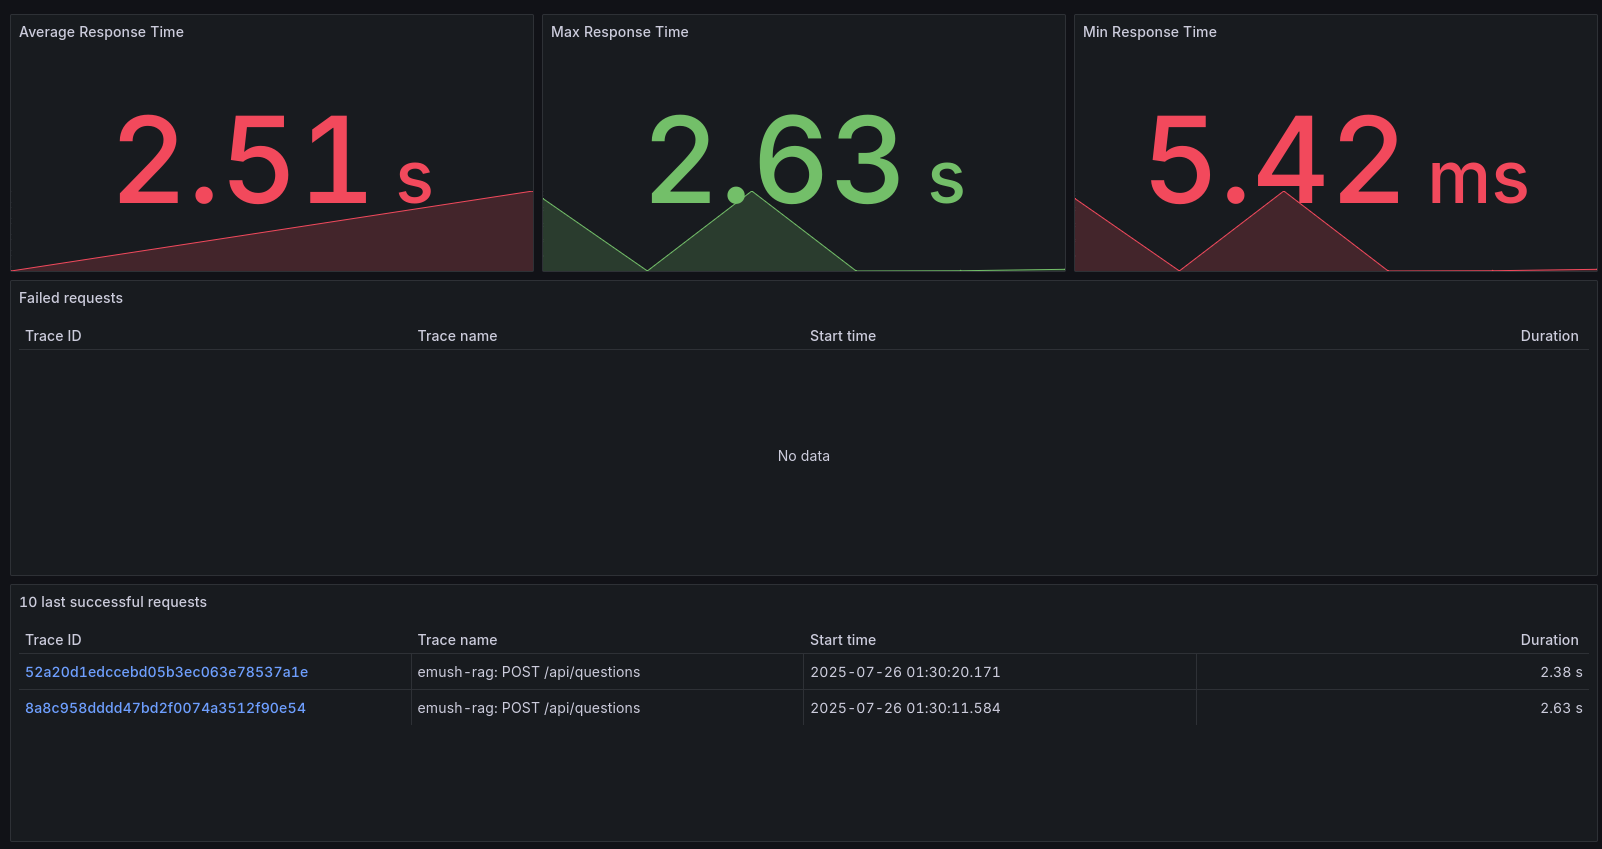 Average Response Time
2.51 s
Max Response Time
2.63 s
Min Response Time
5.42 ms
Failed requests
Trace ID Trace name Start time Duration
No data
10 last successful requests
Trace ID Trace name Start time Duration
52a20d1edccebd05b3ec063e78537a1e emush-rag: POST /api/questions 2025-07-26 01:30:20.171 2.38 s
8a8c958dddd47bd2f0074a3512f90e54 emush-rag: POST /api/questions 2025-07-26 01:30:11.584 2.63 s